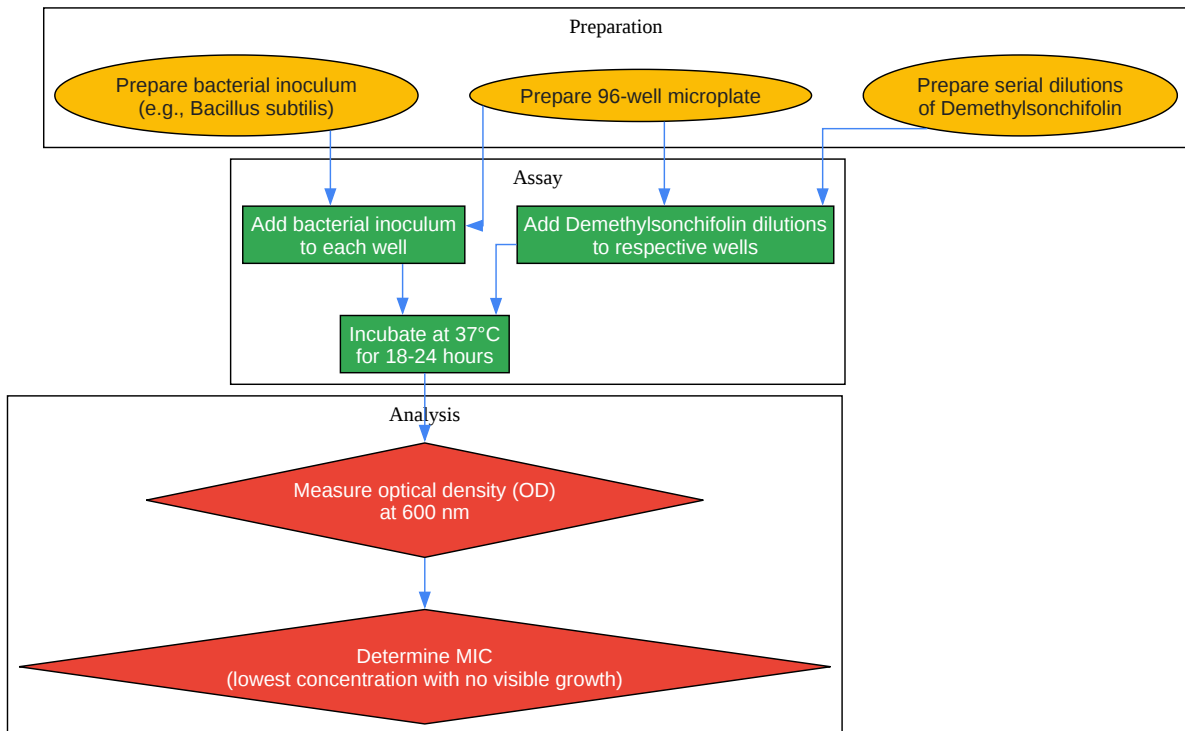 Preparation
Prepare bacterial inoculum
(e.g., Bacillus subtilis)
Prepare 96-well microplate
Prepare serial dilutions
of Demethylsonchifolin
Assay
Add bacterial inoculum
to each well
Add Demethylsonchifolin dilutions
to respective wells
Incubate at 37°C
for 18-24 hours
Analysis
Measure optical density (OD)
at 600 nm
Determine MIC
(lowest concentration with no visible growth)